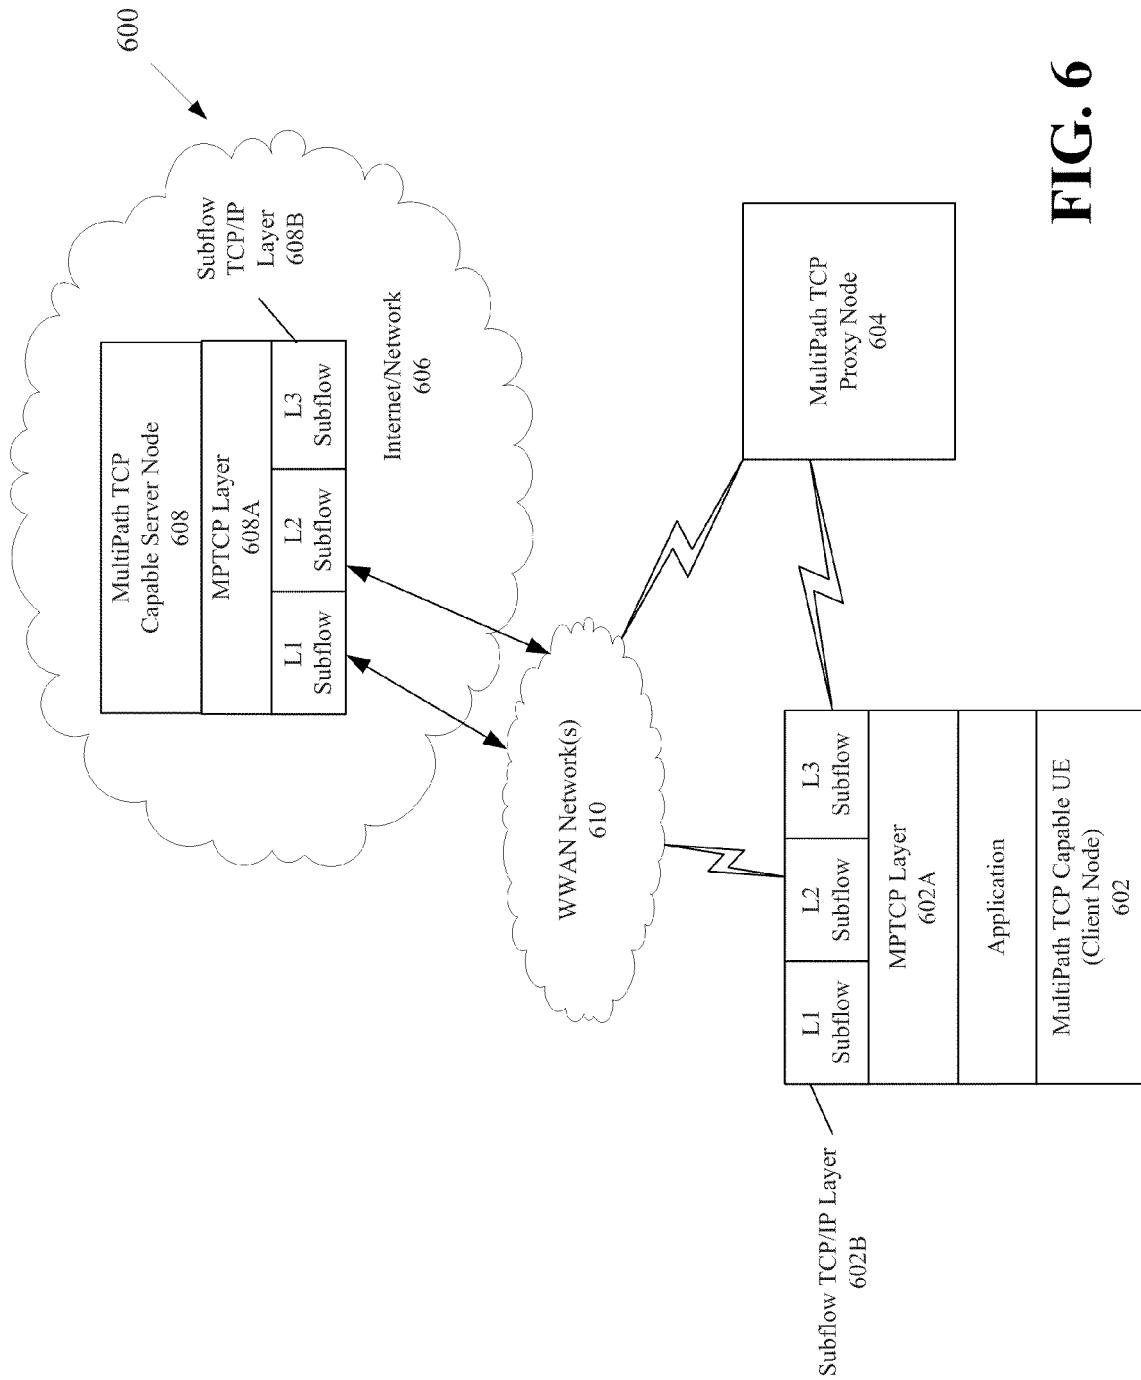 600
MultiPath TCP
Capable Server Node
608
MPTCP Layer
608A
L1
Subflow
L2
Subflow
L3
Subflow
Subflow
TCP/IP
Layer
608B
Internet/Network
606
WWAN Network(s)
610
MultiPath TCP
Proxy Node
604
L1
Subflow
L2
Subflow
L3
Subflow
MPTCP Layer
602A
Application
MultiPath TCP Capable UE
(Client Node)
602
Subflow TCP/IP Layer
602B
FIG. 6